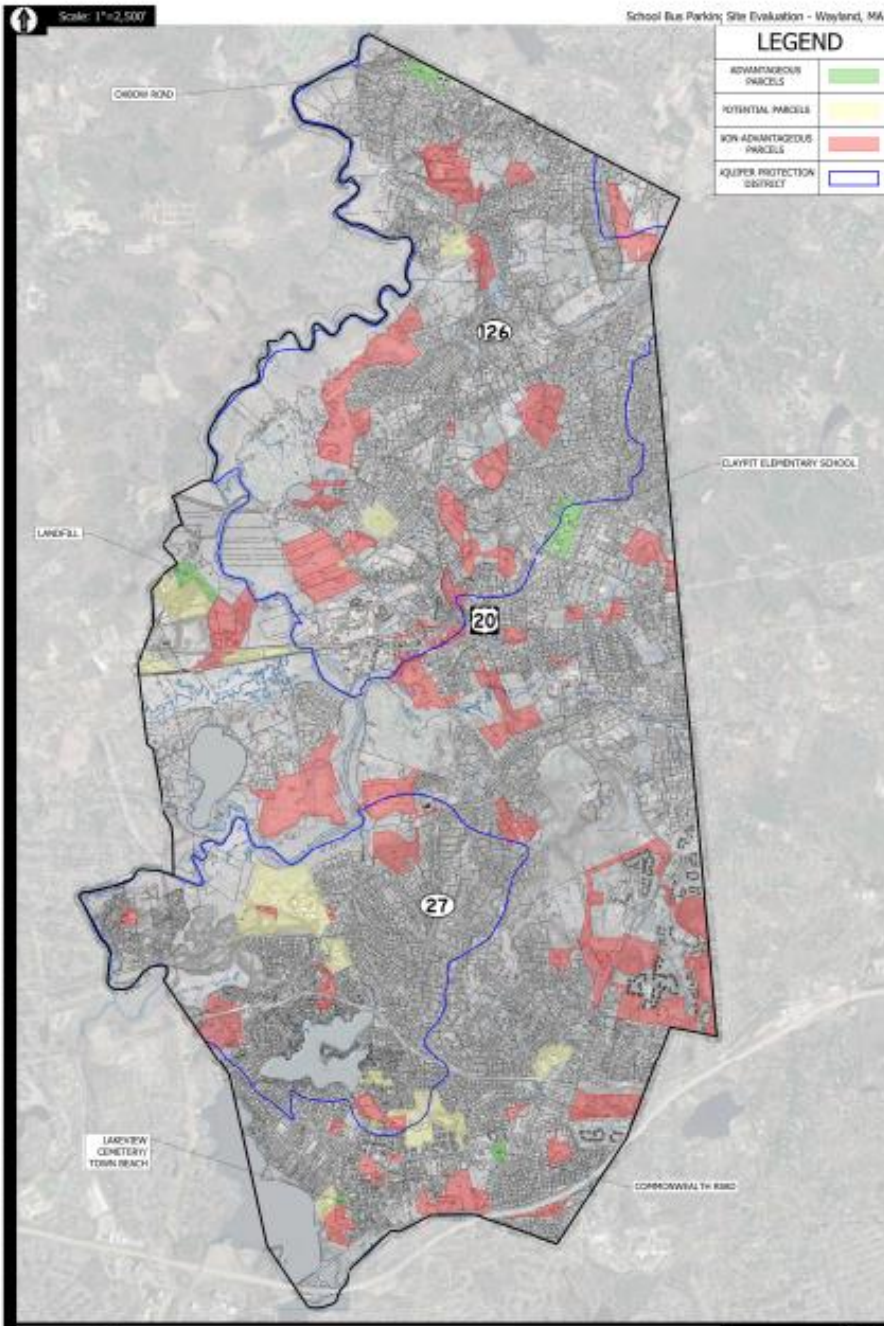 Scale: 1"=2,500'
School Bus Parking Site Evaluation - Wayland, MA
LEGEND
ADVANTAGEOUS
PARCELS
POTENTIAL PARCELS
NON-ADVANTAGEOUS
PARCELS
AQUIFER PROTECTION
DISTRICT
OXBOW ROAD
126
CLAYPIT ELEMENTARY SCHOOL
LANDFILL
20
27
LAKEVIEW
CEMETERY/
TOWN BEACH
COMMONWEALTH ROAD